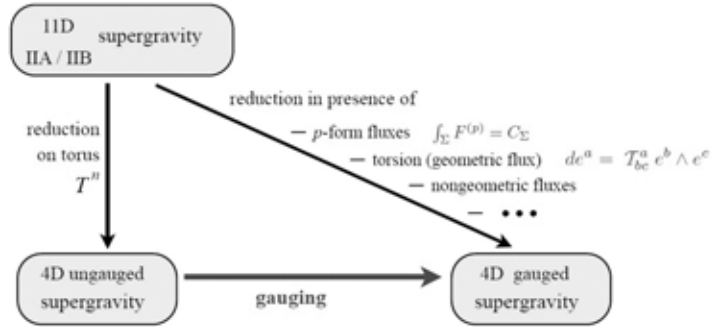 11D
IIA / IIB
supergravity
reduction
on torus
Tⁿ
reduction in presence of
– p-form fluxes ∫_Σ F^(p) = C_Σ
– torsion (geometric flux) de^a = T^a_bc e^b ∧ e^c
– nongeometric fluxes
– •••
4D ungauged
supergravity
gauging
4D gauged
supergravity